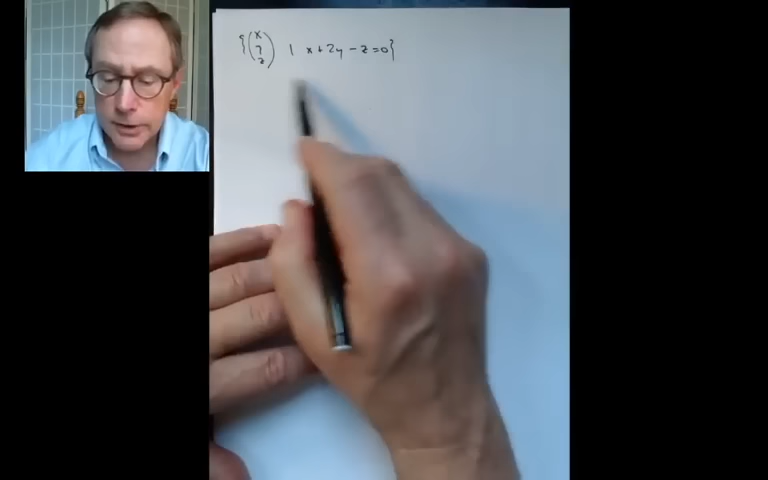 {(x y z) | x + 2y - z = 0}